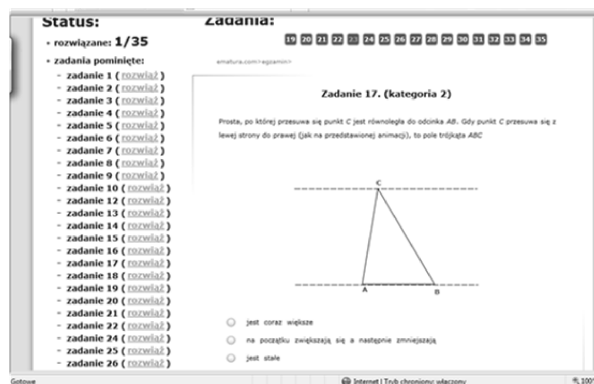 Status:
• rozwiązane: 1/35
• zadania pominięte:
- zadanie 1 ( rozwiąż )
- zadanie 2 ( rozwiąż )
- zadanie 3 ( rozwiąż )
- zadanie 4 ( rozwiąż )
- zadanie 5 ( rozwiąż )
- zadanie 6 ( rozwiąż )
- zadanie 7 ( rozwiąż )
- zadanie 8 ( rozwiąż )
- zadanie 9 ( rozwiąż )
- zadanie 10 ( rozwiąż )
- zadanie 12 ( rozwiąż )
- zadanie 13 ( rozwiąż )
- zadanie 14 ( rozwiąż )
- zadanie 15 ( rozwiąż )
- zadanie 16 ( rozwiąż )
- zadanie 17 ( rozwiąż )
- zadanie 18 ( rozwiąż )
- zadanie 19 ( rozwiąż )
- zadanie 20 ( rozwiąż )
- zadanie 21 ( rozwiąż )
- zadanie 22 ( rozwiąż )
- zadanie 24 ( rozwiąż )
- zadanie 25 ( rozwiąż )
- zadanie 26 ( rozwiąż )
Zadania:
19 20 21 22 23 24 25 26 27 28 29 30 31 32 33 34 35
ematura.com>egzamin>
Zadanie 17. (kategoria 2)
Prosta, po której przesuwa się punkt C jest równoległa do odcinka AB. Gdy punkt C przesuwa się z
lewej strony do prawej (jak na przedstawionej animacji), to pole trójkąta ABC
C
A
B
jest coraz większe
na początku zwiększają się a następnie zmniejszają
jest stałe
Gotowe
Internet | Tryb chroniony: włączony
100